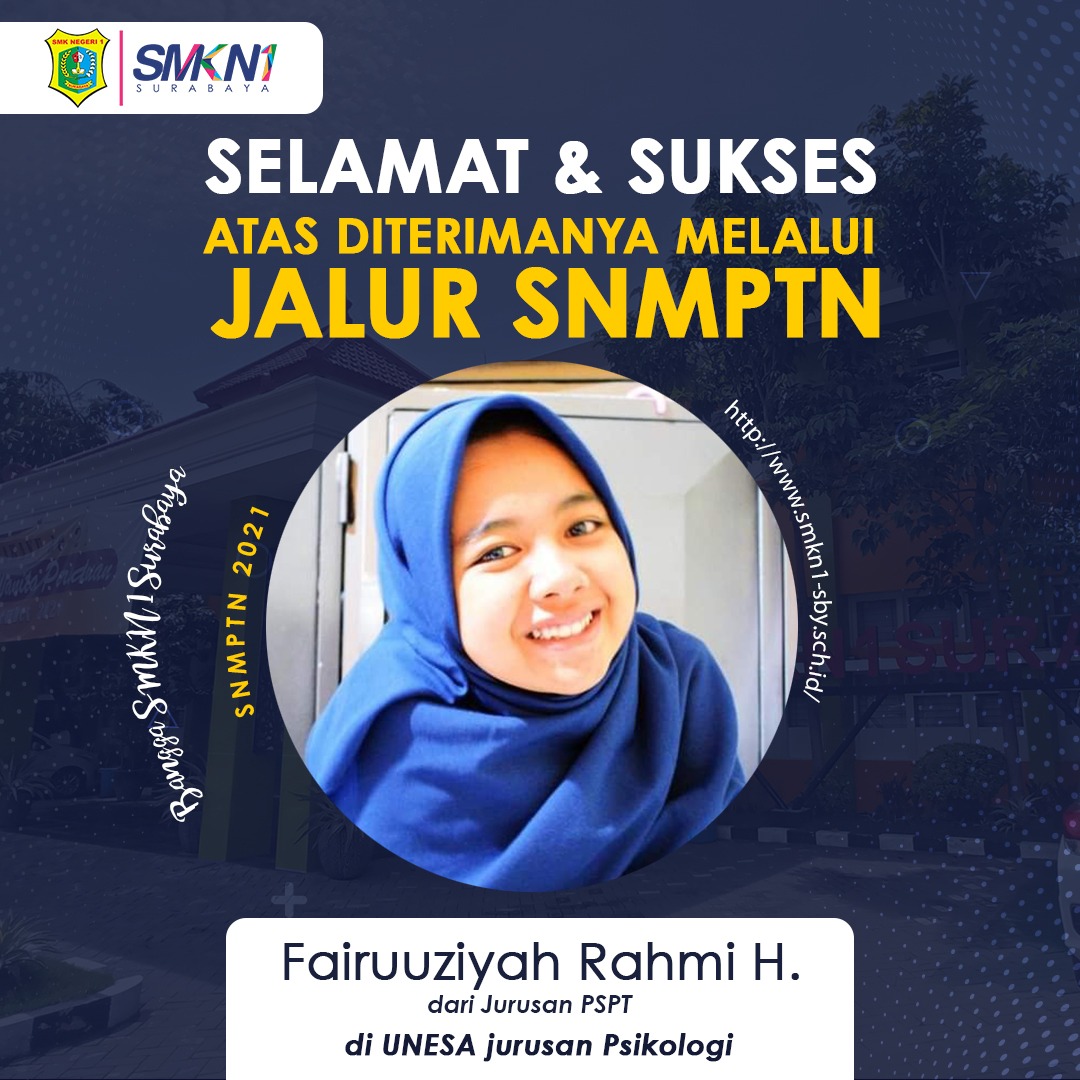 SMK NEGERI 1
SMKN1
SURABAYA
SELAMAT & SUKSES
ATAS DITERIMANYA MELALUI
JALUR SNMPTN
Bangga SMKN 1 Surabaya
SNMPTN 2021
http://www.smkn1-sby.sch.id/
Fairuuziyah Rahmi H.
dari Jurusan PSPT
di UNESA jurusan Psikologi